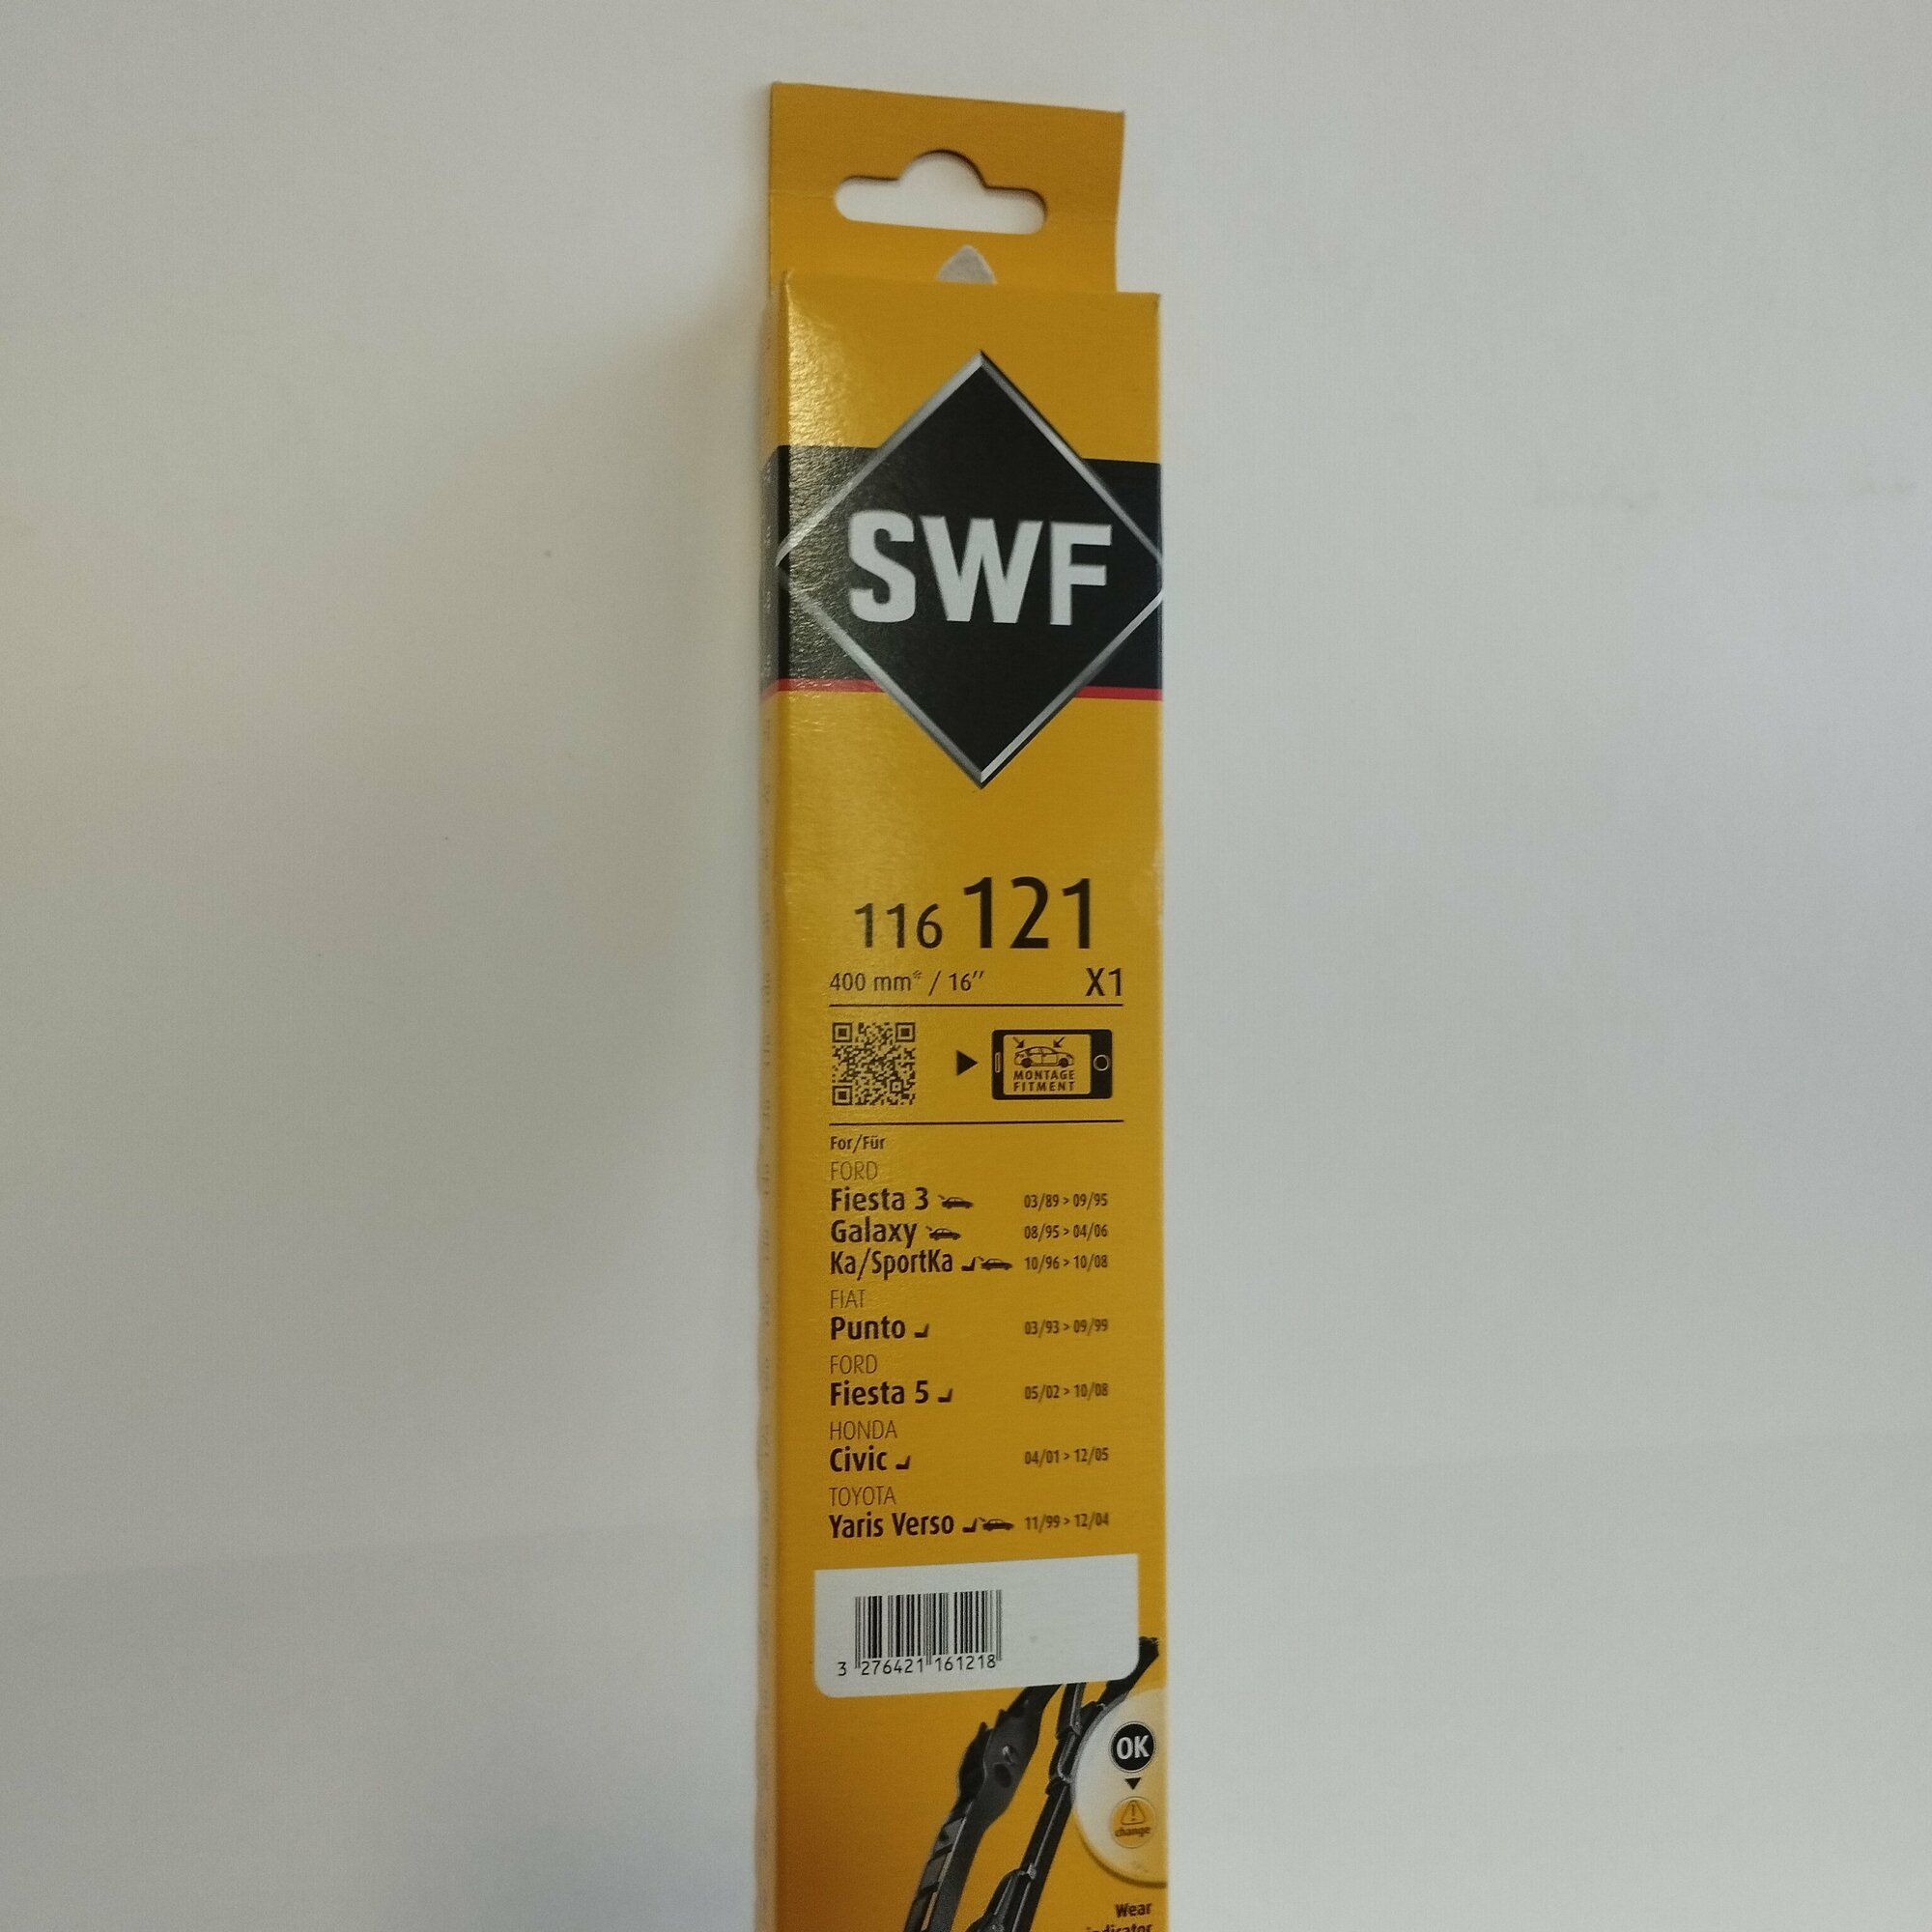 SWF
116 121
400 mm* / 16” X1
MONTAGE
FITMENT
For/Für
FORD
Fiesta 3 03/89 > 09/95
Galaxy 08/95 > 04/06
Ka/SportKa 10/96 > 10/08
FIAT
Punto 03/93 > 09/99
FORD
Fiesta 5 05/02 > 10/08
HONDA
Civic 04/01 > 12/05
TOYOTA
Yaris Verso 11/99 > 12/04
3 276421 161218
OK
change
Wear
indicator